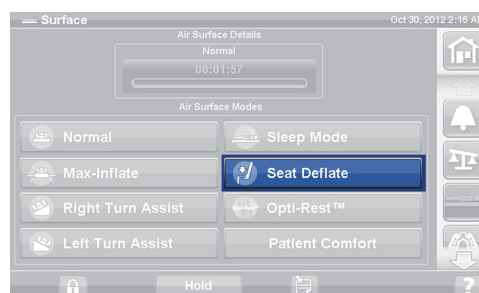 Surface
Oct 30, 2012 2:16 A
Air Surface Details
Normal
00:01:57
Air Surface Modes
Normal
Sleep Mode
Max-Inflate
Seat Deflate
Right Turn Assist
Opti-Rest™
Left Turn Assist
Patient Comfort
Hold
?